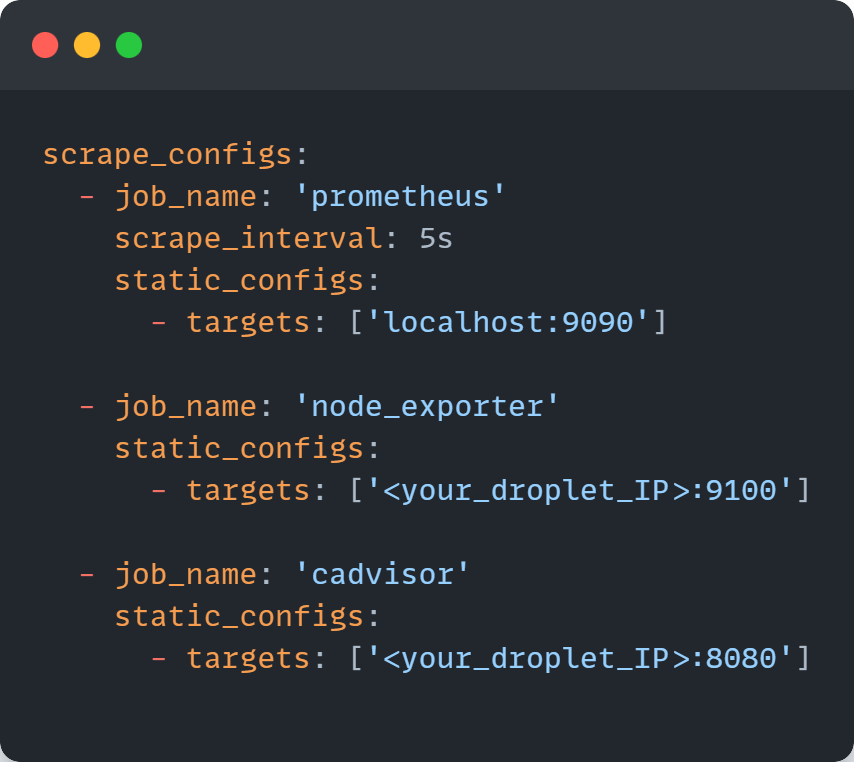 scrape_configs:
  - job_name: 'prometheus'
    scrape_interval: 5s
    static_configs:
      - targets: ['localhost:9090']

  - job_name: 'node_exporter'
    static_configs:
      - targets: ['<your_droplet_IP>:9100']

  - job_name: 'cadvisor'
    static_configs:
      - targets: ['<your_droplet_IP>:8080']